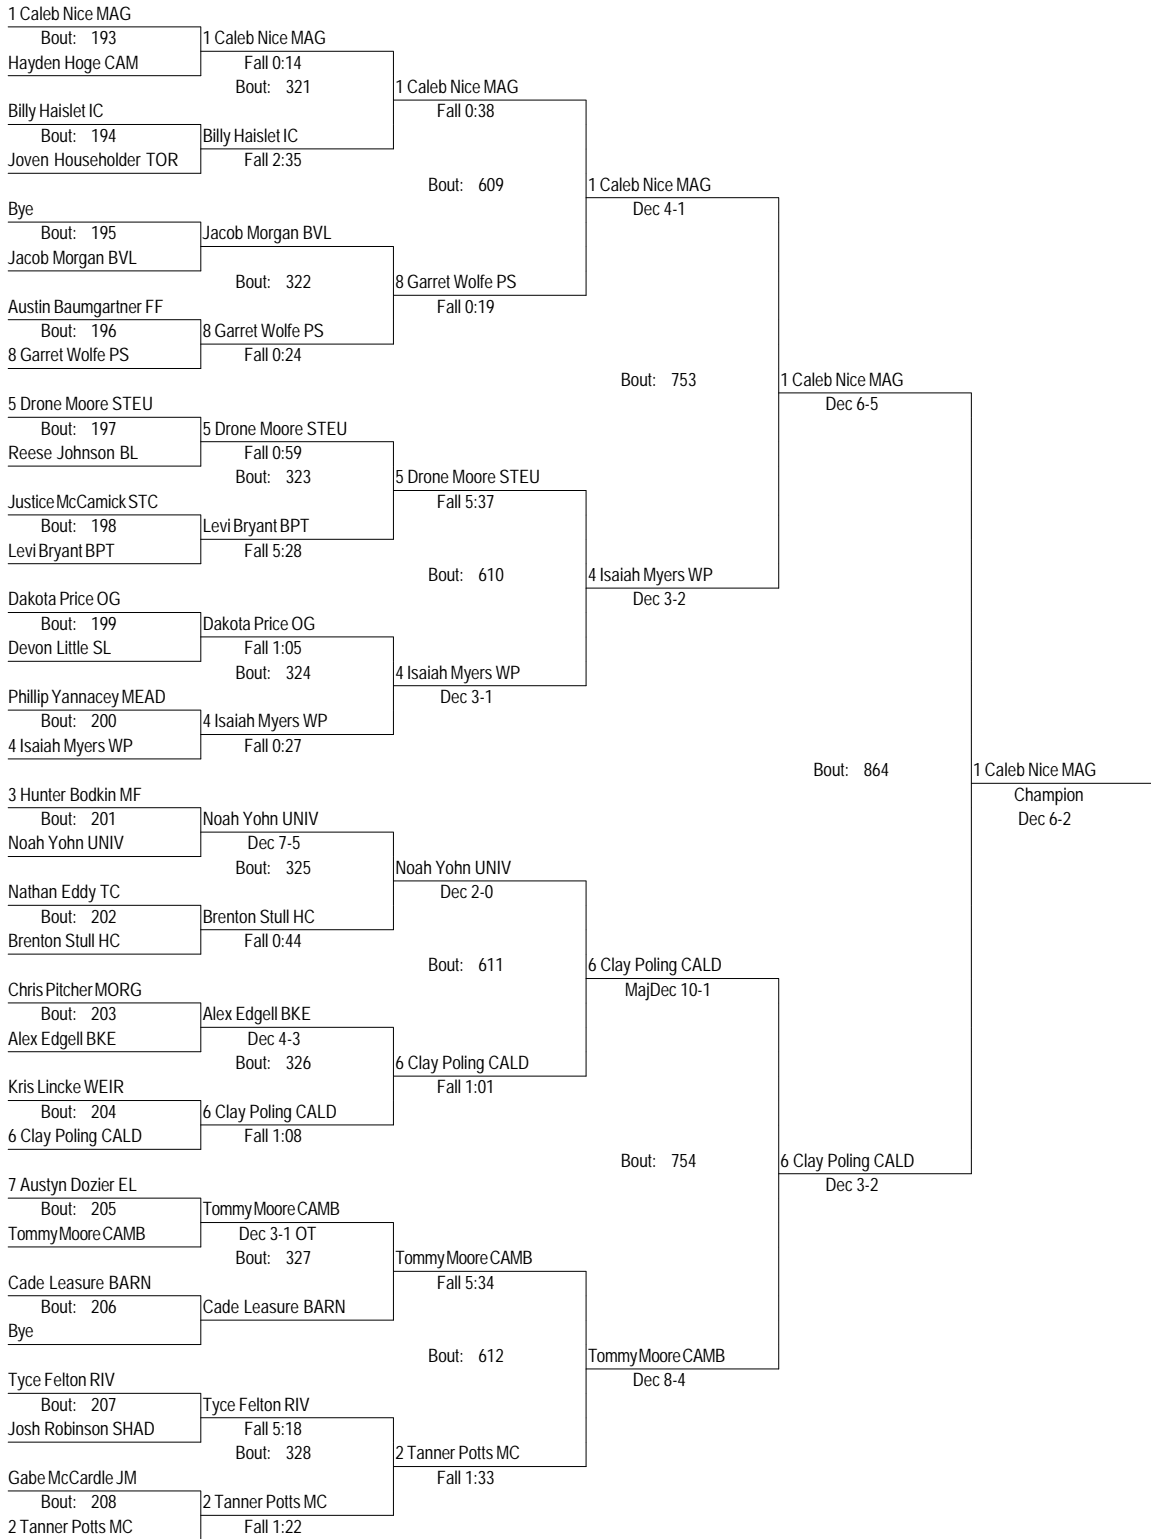 1 Caleb Nice MAG
Bout: 193
Hayden Hoge CAM
Billy Haislet IC
Bout: 194
Joven Householder TOR
Bye
Bout: 195
Jacob Morgan BVL
Austin Baumgartner FF
Bout: 196
8 Garret Wolfe PS
5 Drone Moore STEU
Bout: 197
Reese Johnson BL
Justice McCamick STC
Bout: 198
Levi Bryant BPT
Dakota Price OG
Bout: 199
Devon Little SL
Phillip Yannacey MEAD
Bout: 200
4 Isaiah Myers WP
3 Hunter Bodkin MF
Bout: 201
Noah Yohn UNIV
Nathan Eddy TC
Bout: 202
Brenton Stull HC
Chris Pitcher MORG
Bout: 203
Alex Edgell BKE
Kris Lincke WEIR
Bout: 204
6 Clay Poling CALD
7 Austyn Dozier EL
Bout: 205
Tommy Moore CAMB
Cade Leasure BARN
Bout: 206
Bye
Tyce Felton RIV
Bout: 207
Josh Robinson SHAD
Gabe McCardle JM
Bout: 208
2 Tanner Potts MC
1 Caleb Nice MAG
Fall 0:14
Bout: 321
Billy Haislet IC
Fall 2:35
Jacob Morgan BVL
Bout: 322
8 Garret Wolfe PS
Fall 0:24
5 Drone Moore STEU
Fall 0:59
Bout: 323
Levi Bryant BPT
Fall 5:28
Dakota Price OG
Fall 1:05
Bout: 324
4 Isaiah Myers WP
Fall 0:27
Noah Yohn UNIV
Dec 7-5
Bout: 325
Brenton Stull HC
Fall 0:44
Alex Edgell BKE
Dec 4-3
Bout: 326
6 Clay Poling CALD
Fall 1:08
Tommy Moore CAMB
Dec 3-1 OT
Bout: 327
Cade Leasure BARN
Tyce Felton RIV
Fall 5:18
Bout: 328
2 Tanner Potts MC
Fall 1:22
1 Caleb Nice MAG
Fall 0:38
Bout: 609
8 Garret Wolfe PS
Fall 0:19
5 Drone Moore STEU
Fall 5:37
Bout: 610
4 Isaiah Myers WP
Dec 3-1
Noah Yohn UNIV
Dec 2-0
Bout: 611
6 Clay Poling CALD
Fall 1:01
Tommy Moore CAMB
Fall 5:34
Bout: 612
2 Tanner Potts MC
Fall 1:33
1 Caleb Nice MAG
Dec 4-1
Bout: 753
4 Isaiah Myers WP
Dec 3-2
6 Clay Poling CALD
MajDec 10-1
Bout: 754
Tommy Moore CAMB
Dec 8-4
1 Caleb Nice MAG
Dec 6-5
Bout: 864
6 Clay Poling CALD
Dec 3-2
1 Caleb Nice MAG
Champion
Dec 6-2